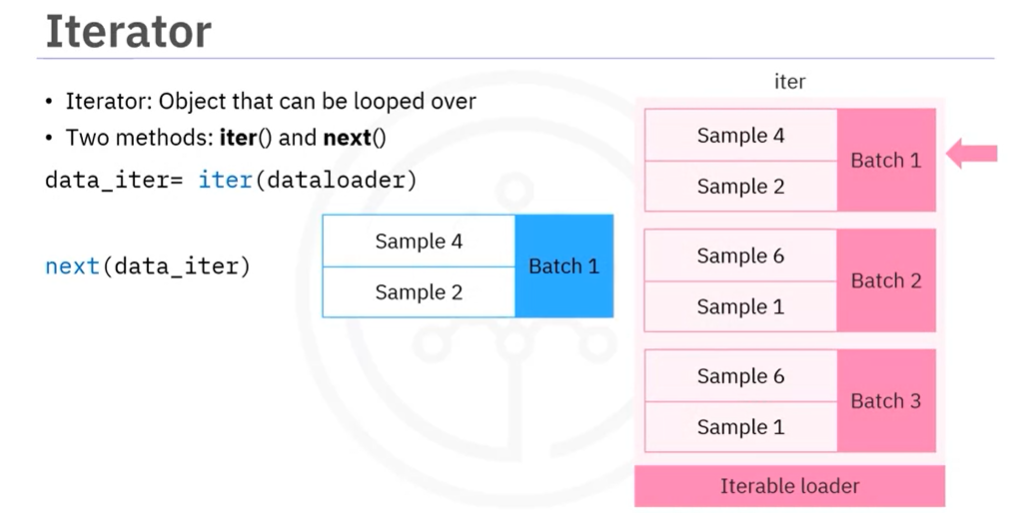 Iterator
• Iterator: Object that can be looped over
• Two methods: iter() and next()
data_iter= iter(dataloader)
next(data_iter)
Sample 4
Sample 2
Batch 1
iter
Sample 4
Sample 2
Batch 1
Sample 6
Sample 1
Batch 2
Sample 6
Sample 1
Batch 3
Iterable loader